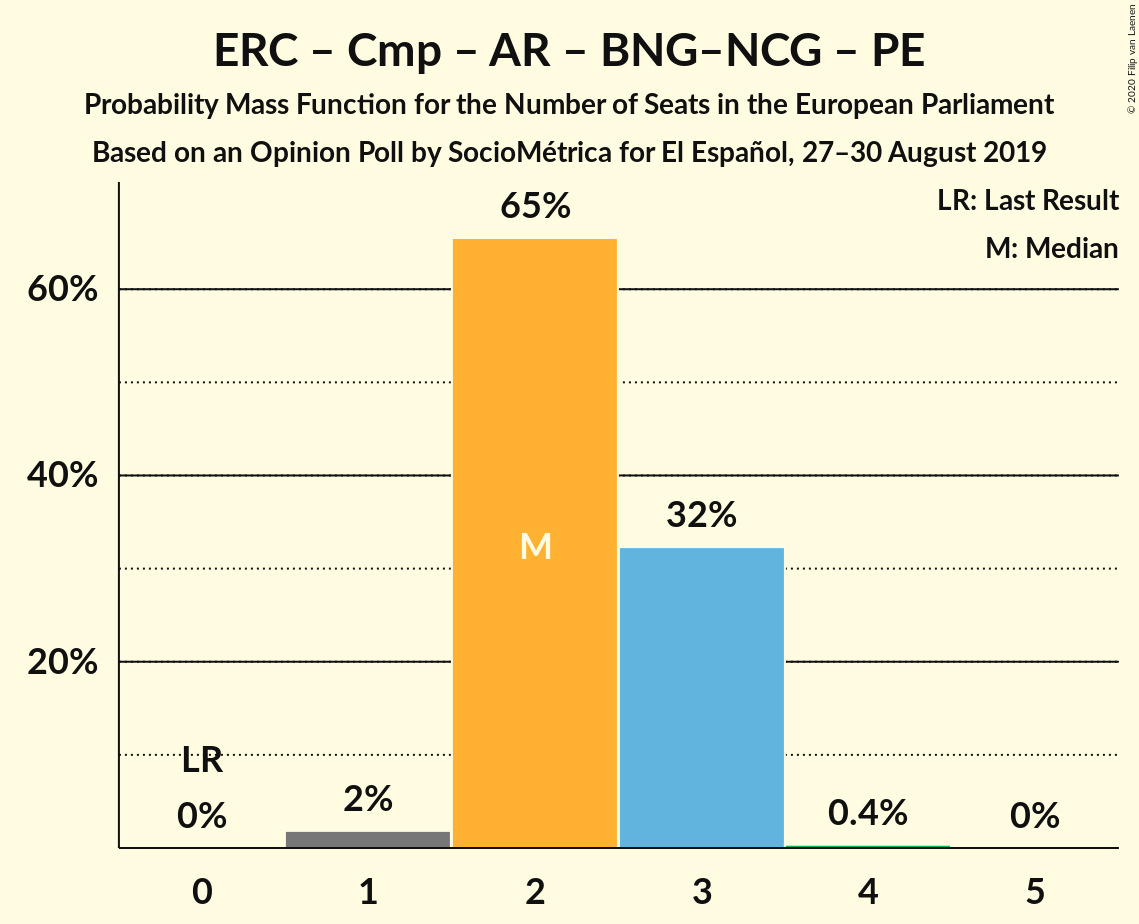 ERC – Cmp – AR – BNG–NCG – PE
Probability Mass Function for the Number of Seats in the European Parliament
Based on an Opinion Poll by SocioMétrica for El Español, 27–30 August 2019
© 2020 Filip van Laenen
LR: Last Result
M: Median
65%
60%
32%
M
40%
20%
LR
0%
2%
0.4%
0%
0 1 2 3 4 5